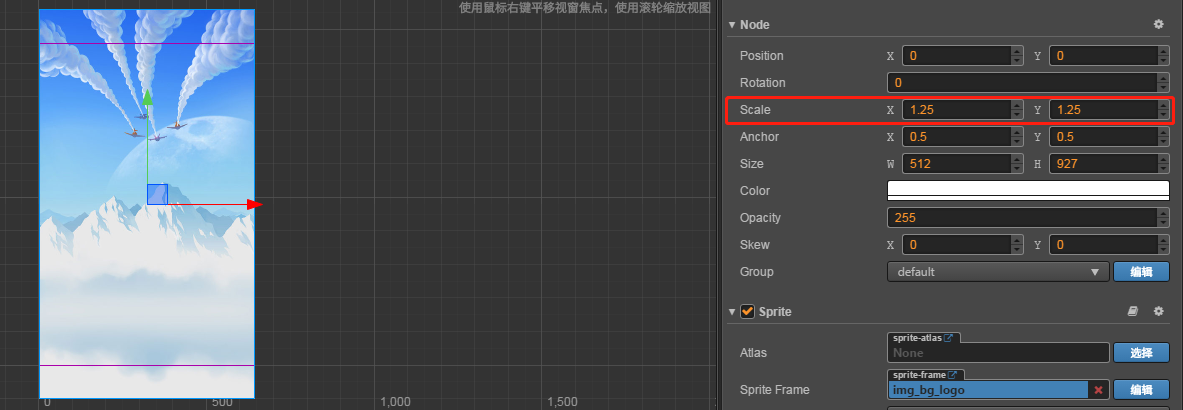 使用鼠标右键平移视窗焦点，使用滚轮缩放视图
0
500
1,000
1,500
Node
Position X 0 Y 0
Rotation 0
Scale X 1.25 Y 1.25
Anchor X 0.5 Y 0.5
Size W 512 H 927
Color
Opacity 255
Skew X 0 Y 0
Group default 编辑
Sprite
sprite-atlas
Atlas None 选择
sprite-frame
Sprite Frame img_bg_logo 编辑